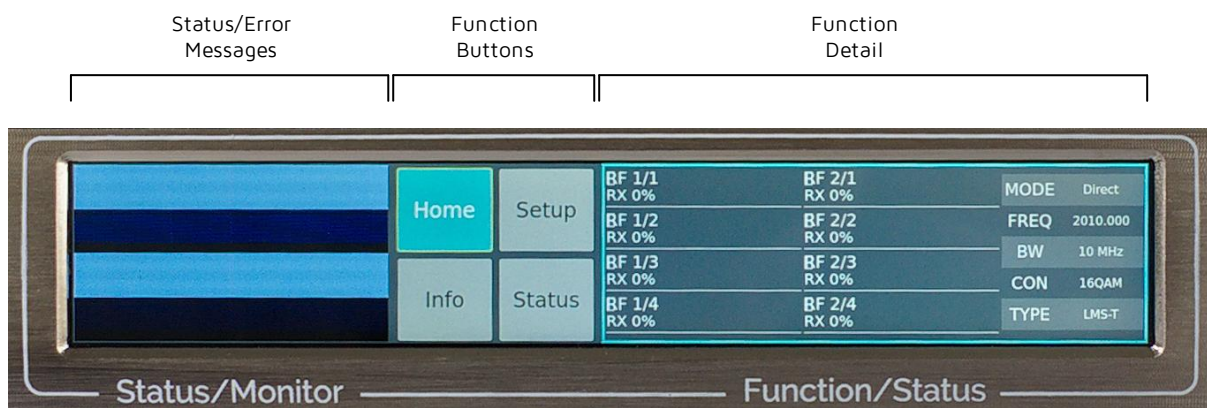 Status/Error
Messages
Function
Buttons
Function
Detail
Home
Setup
Info
Status
BF 1/1
RX 0%
BF 1/2
RX 0%
BF 1/3
RX 0%
BF 1/4
RX 0%
BF 2/1
RX 0%
BF 2/2
RX 0%
BF 2/3
RX 0%
BF 2/4
RX 0%
MODE Direct
FREQ 2010.000
BW 10 MHz
CON 16QAM
TYPE LMS-T
Status/Monitor
Function/Status